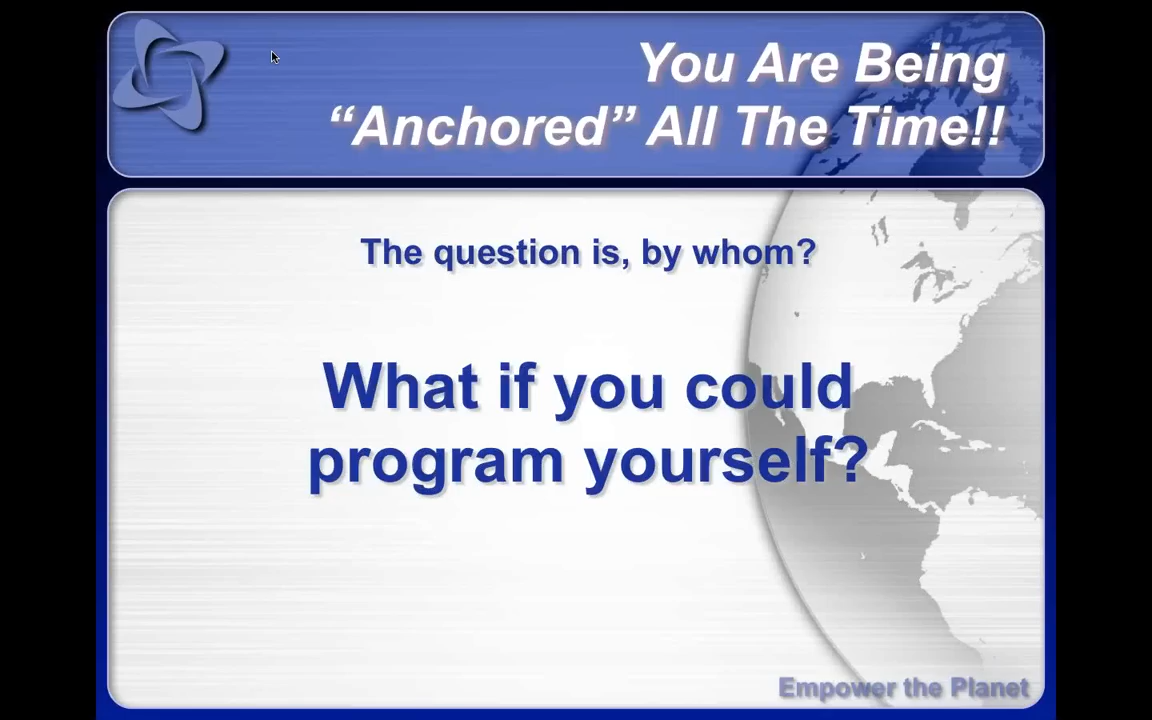 You Are Being
“Anchored” All The Time!!
The question is, by whom?
What if you could
program yourself?
Empower the Planet